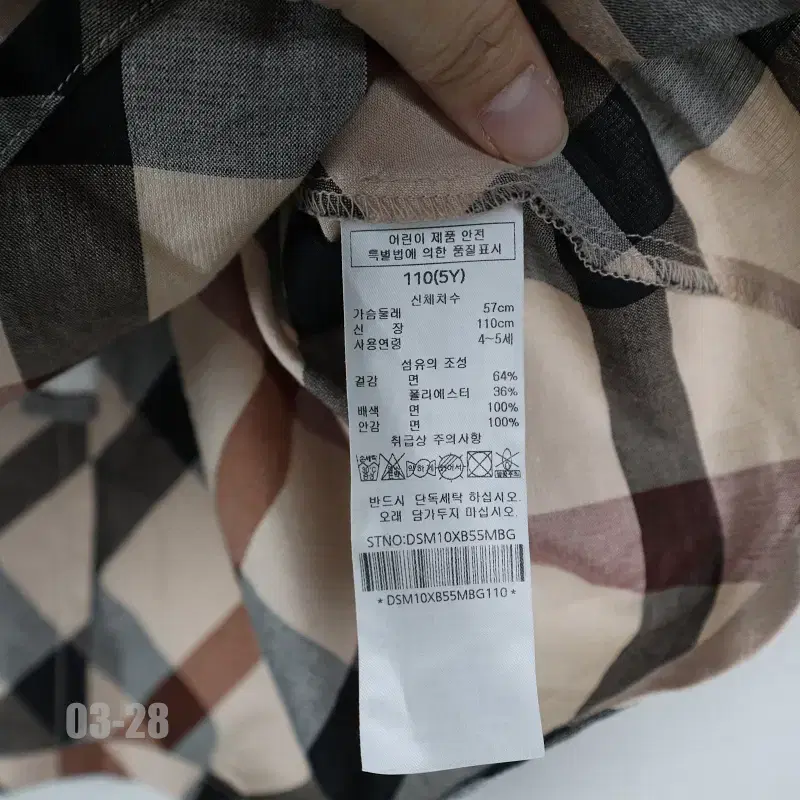 어린이 제품 안전
특별법에 의한 품질표시
110(5Y)
신체치수
가슴둘레 57cm
신 장 110cm
사용연령 4~5세
섬유의 조성
겉감 면 64%
폴리에스터 36%
배색 면 100%
안감 면 100%
취급상 주의사항
반드시 단독세탁 하십시오.
오래 담가두지 마십시오.
STNO:DSM10XB55MBG
*DSM10XB55MBG110*
03-28